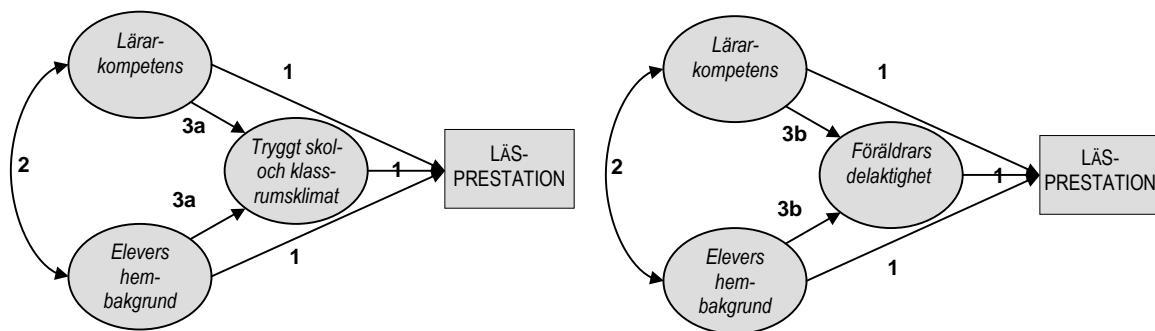 Lärar-
kompetens
1
3a
2
Tryggt skol-
och klass-
rumsklimat
1
LÄS-
PRESTATION
3a
Elevers
hem-
bakgrund
1
Lärar-
kompetens
1
3b
2
Föräldrars
delaktighet
1
LÄS-
PRESTATION
3b
Elevers
hem-
bakgrund
1